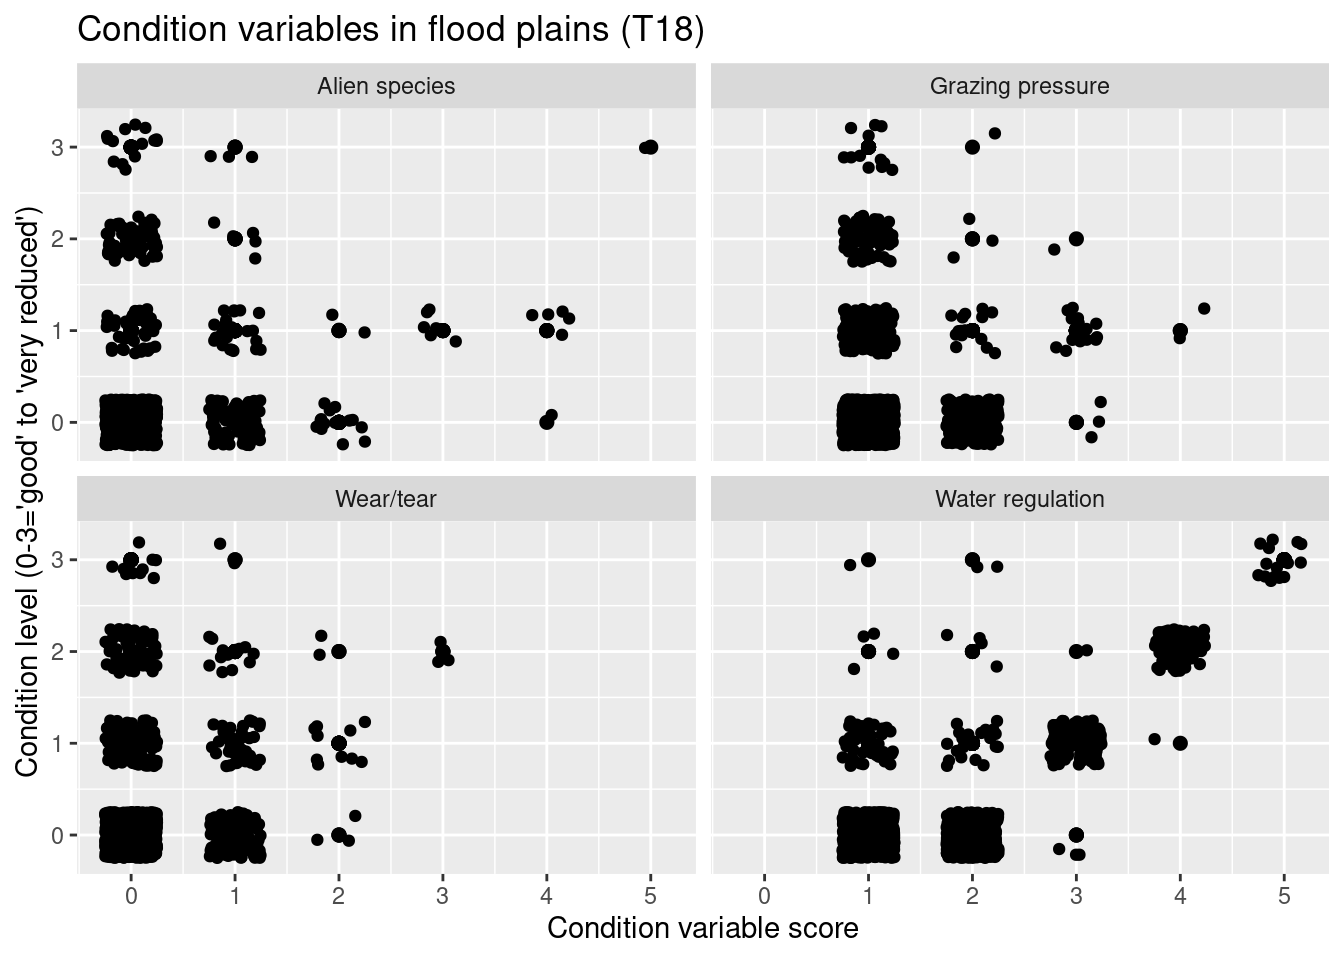 Condition variables in flood plains (T18)
Alien species
Grazing pressure
3
2
1
0
Wear/tear
Water regulation
3
2
1
0
0 1 2 3 4 5
0 1 2 3 4 5
Condition variable score
Condition level (0-3='good' to 'very reduced')